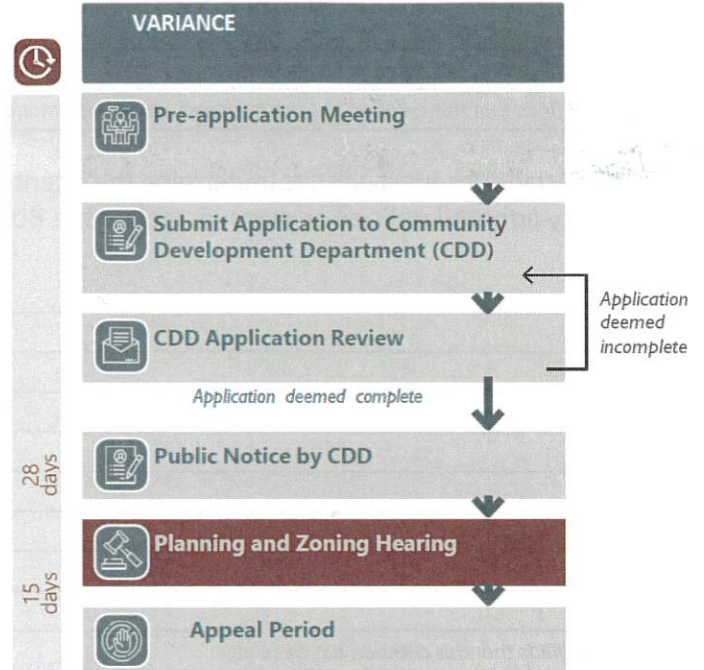 VARIANCE
Pre-application Meeting
Submit Application to Community
Development Department (CDD)
Application
deemed
incomplete
CDD Application Review
Application deemed complete
28
days
Public Notice by CDD
Planning and Zoning Hearing
15
days
Appeal Period